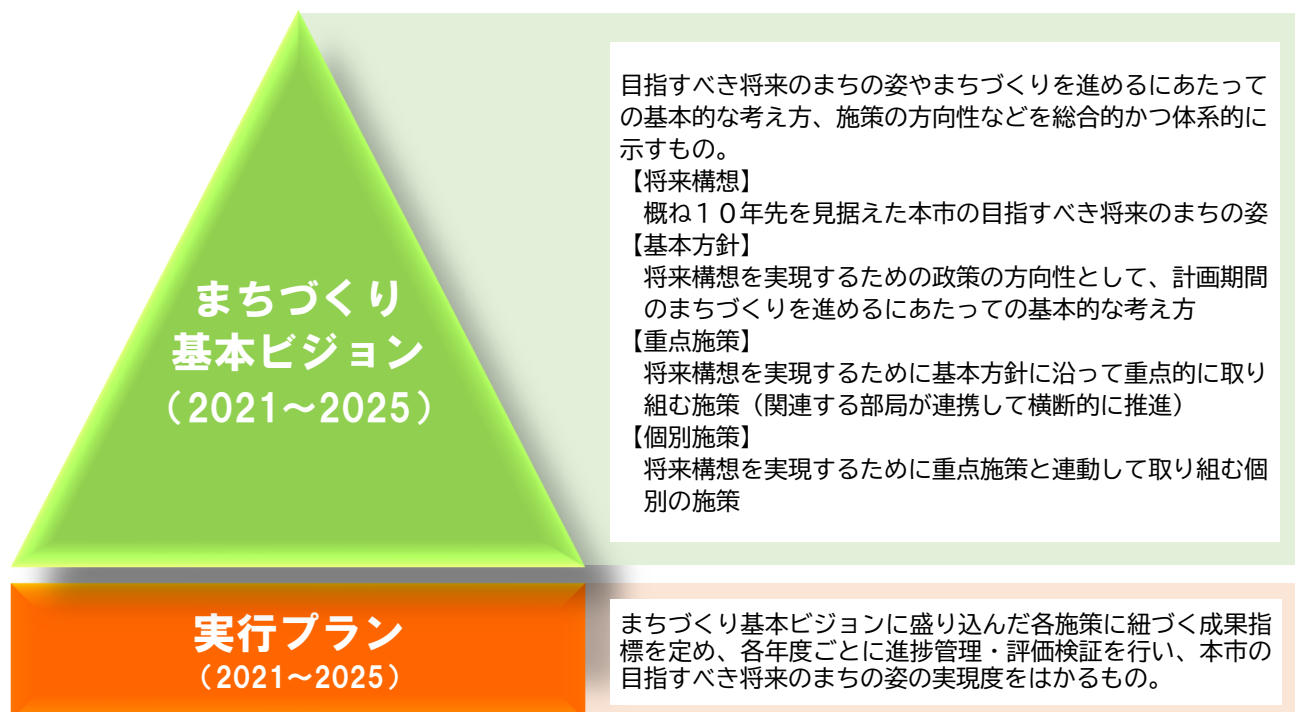 まちづくり
基本ビジョン
（2021～2025）
目指すべき将来のまちの姿やまちづくりを進めるにあたって
の基本的な考え方、施策の方向性などを総合的かつ体系的に
示すもの。
【将来構想】
概ね１０年先を見据えた本市の目指すべき将来のまちの姿
【基本方針】
将来構想を実現するための政策の方向性として、計画期間
のまちづくりを進めるにあたっての基本的な考え方
【重点施策】
将来構想を実現するために基本方針に沿って重点的に取り
組む施策（関連する部局が連携して横断的に推進）
【個別施策】
将来構想を実現するために重点施策と連動して取り組む個
別の施策
実行プラン
（2021～2025）
まちづくり基本ビジョンに盛り込んだ各施策に紐づく成果指
標を定め、各年度ごとに進捗管理・評価検証を行い、本市の
目指すべき将来のまちの姿の実現度をはかるもの。